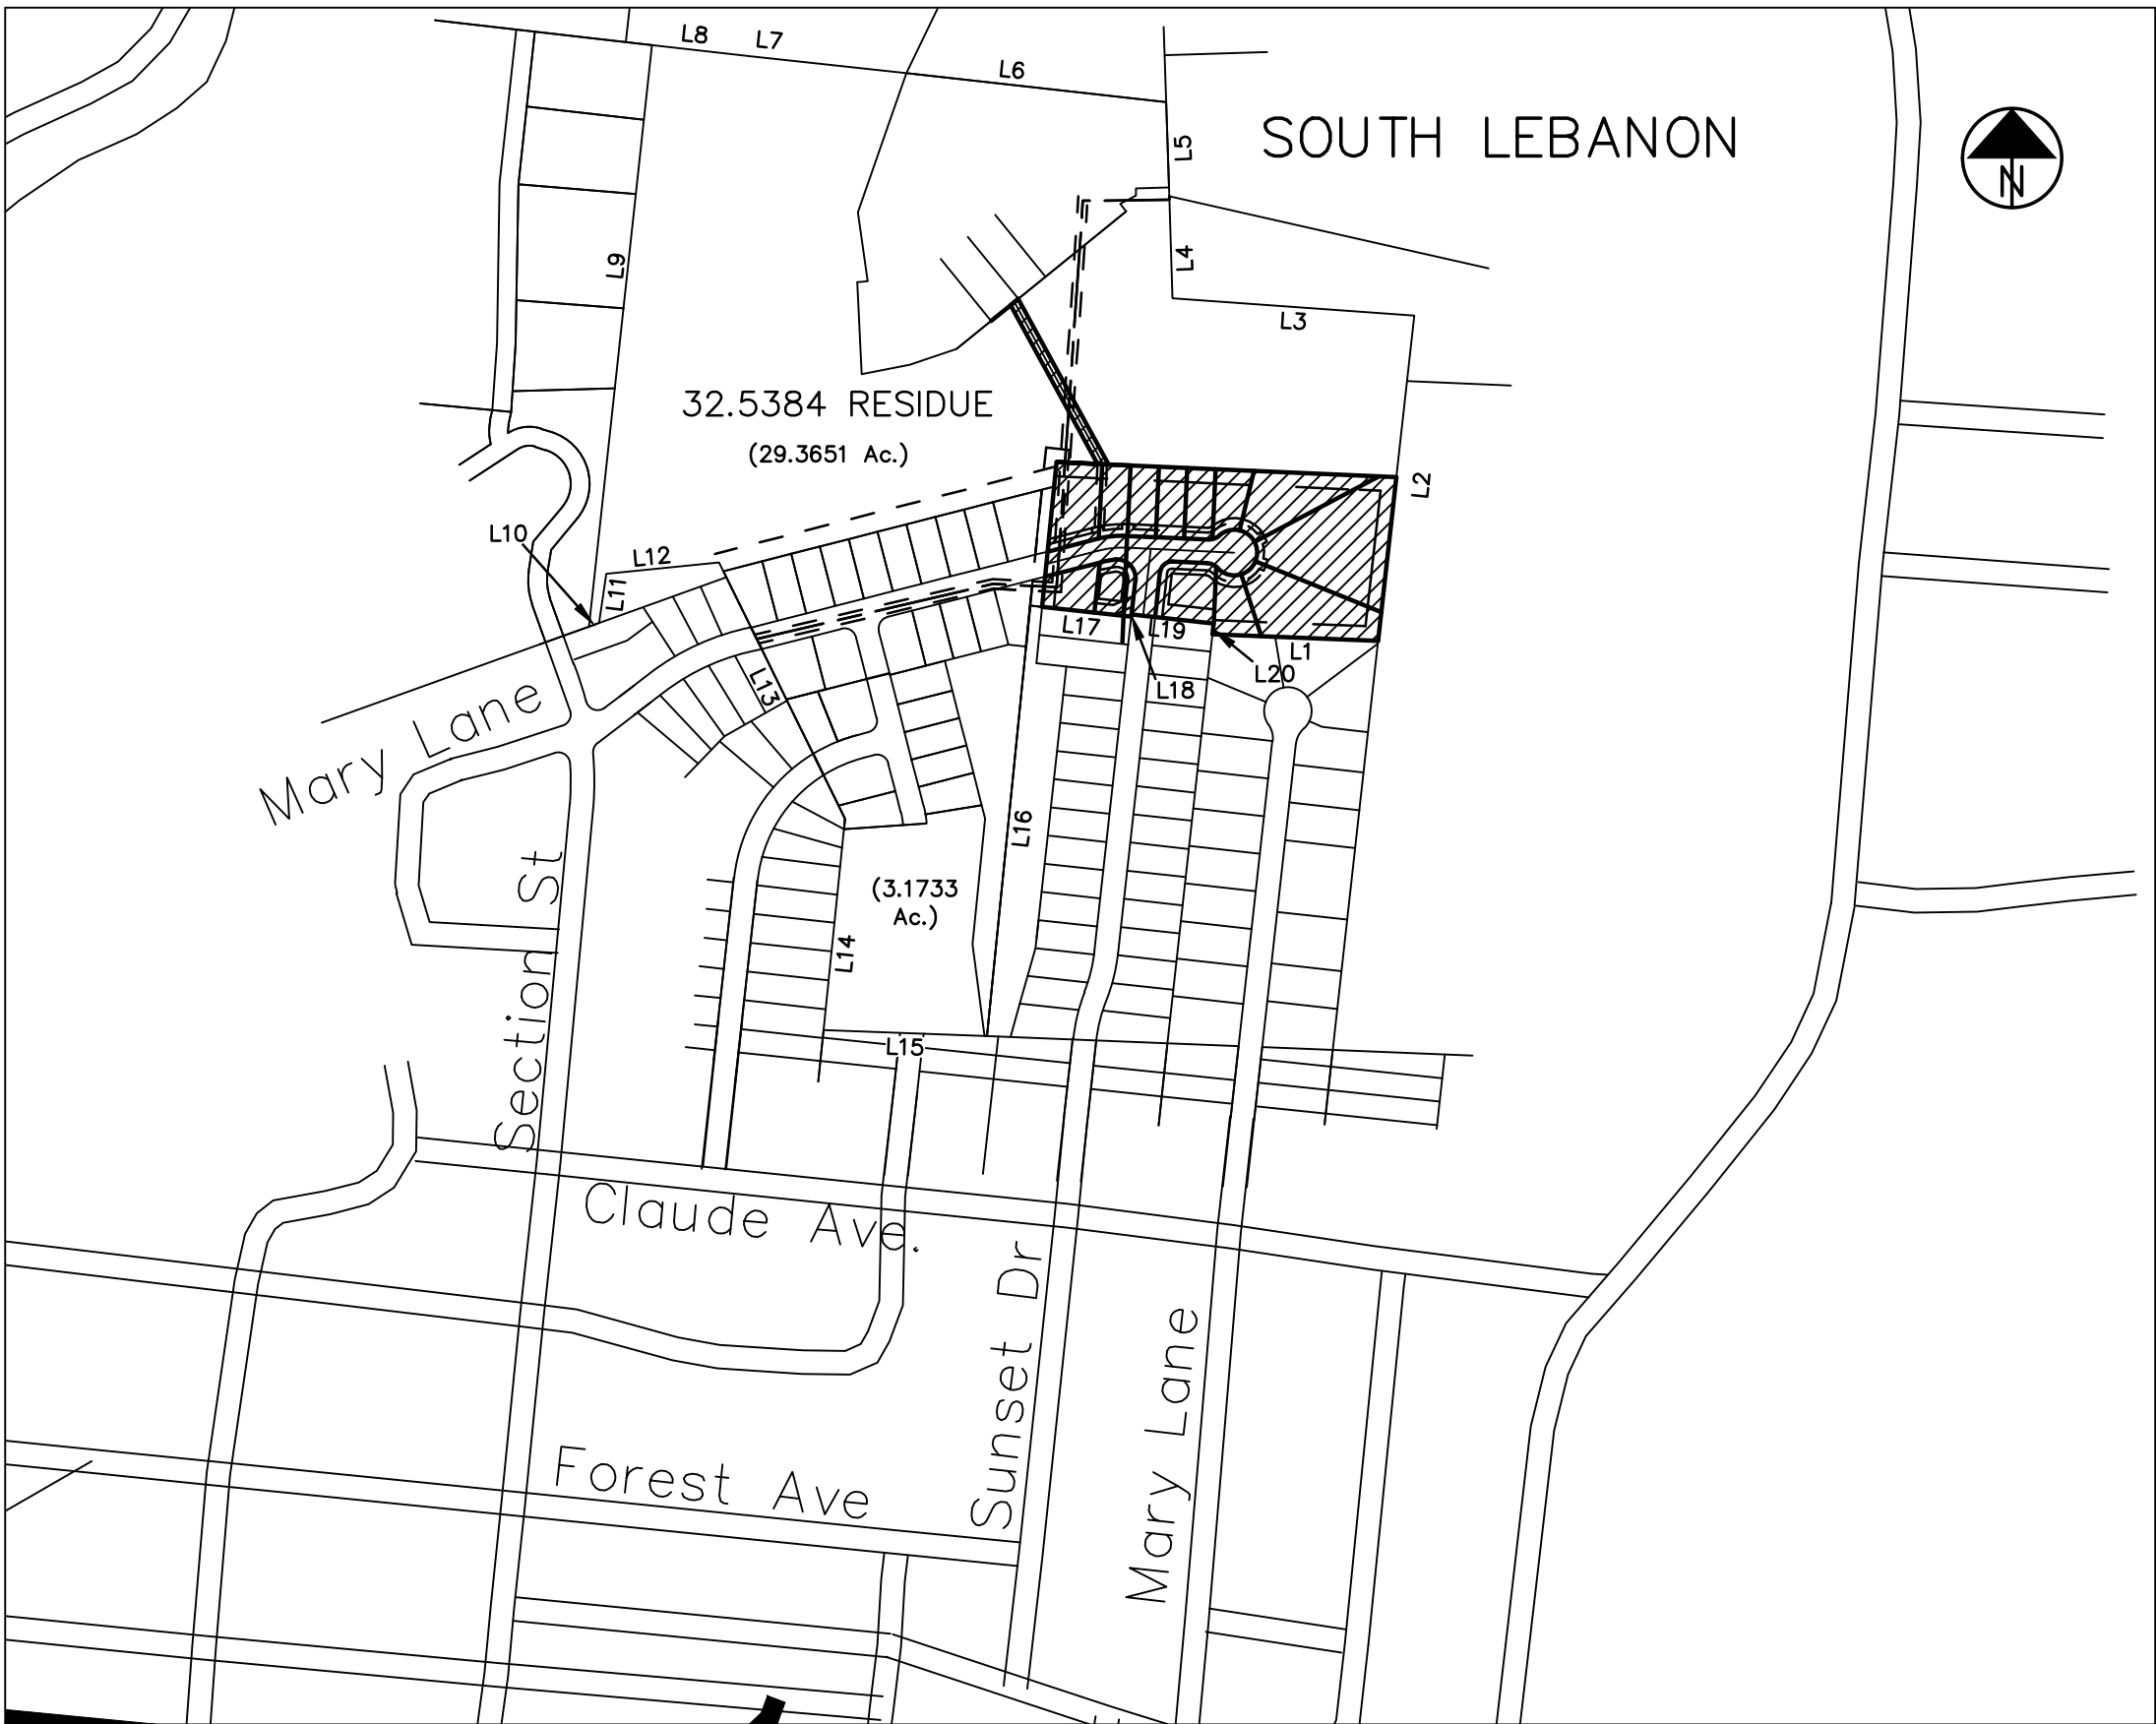 L8
L7
L6
SOUTH LEBANON
N
L5
L9
L4
L3
32.5384 RESIDUE
(29.3651 Ac.)
L2
L10
L12
L11
L17
L19
L1
L20
L18
L13
Mary Lane
L16
(3.1733
Ac.)
L14
Section St
L15
Claude Ave.
Sunset Dr
Mary Lane
Forest Ave